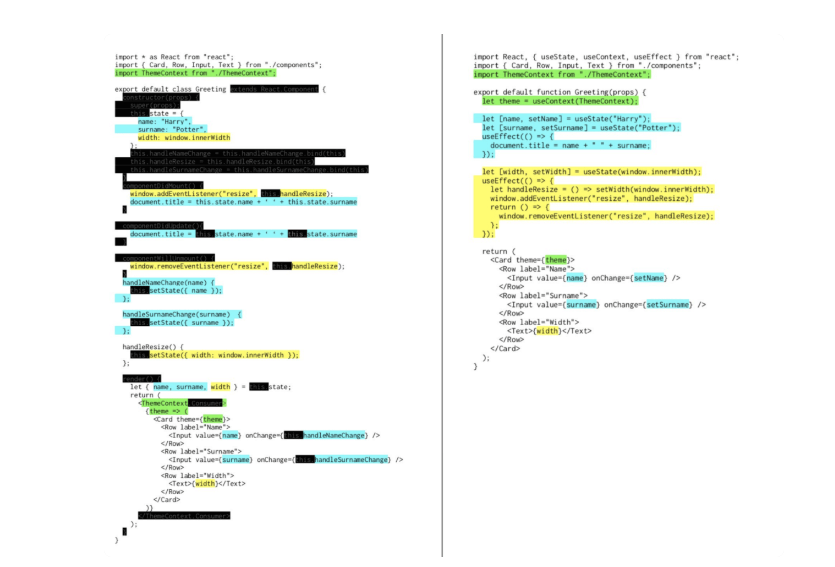 import * as React from "react";
import { Card, Row, Input, Text } from "./components";
import ThemeContext from "./ThemeContext";
export default class Greeting extends React.Component {
constructor(props) {
super(props);
this.state = {
name: "Harry",
surname: "Potter",
width: window.innerWidth
};
this.handleNameChange = this.handleNameChange.bind(this)
this.handleResize = this.handleResize.bind(this)
this.handleSurnameChange = this.handleSurnameChange.bind(this)
}
componentDidMount() {
window.addEventListener("resize", this.handleResize);
document.title = this.state.name + ' ' + this.state.surname
}
componentDidUpdate() {
document.title = this.state.name + ' ' + this.state.surname
}
componentWillUnmount() {
window.removeEventListener("resize", this.handleResize);
}
handleNameChange(name) {
this.setState({ name });
};
handleSurnameChange(surname) {
this.setState({ surname });
};
handleResize() {
this.setState({ width: window.innerWidth });
};
render() {
let { name, surname, width } = this.state;
return (
<ThemeContext.Consumer>
{theme => (
<Card theme={theme}>
<Row label="Name">
<Input value={name} onChange={this.handleNameChange} />
</Row>
<Row label="Surname">
<Input value={surname} onChange={this.handleSurnameChange} />
</Row>
<Row label="Width">
<Text>{width}</Text>
</Row>
</Card>
)}
</ThemeContext.Consumer>
);
}
}
import React, { useState, useContext, useEffect } from "react";
import { Card, Row, Input, Text } from "./components";
import ThemeContext from "./ThemeContext";
export default function Greeting(props) {
let theme = useContext(ThemeContext);
let [name, setName] = useState("Harry");
let [surname, setSurname] = useState("Potter");
useEffect(() => {
document.title = name + " " + surname;
});
let [width, setWidth] = useState(window.innerWidth);
useEffect(() => {
let handleResize = () => setWidth(window.innerWidth);
window.addEventListener("resize", handleResize);
return () => {
window.removeEventListener("resize", handleResize);
};
});
return (
<Card theme={theme}>
<Row label="Name">
<Input value={name} onChange={setName} />
</Row>
<Row label="Surname">
<Input value={surname} onChange={setSurname} />
</Row>
<Row label="Width">
<Text>{width}</Text>
</Row>
</Card>
);
}